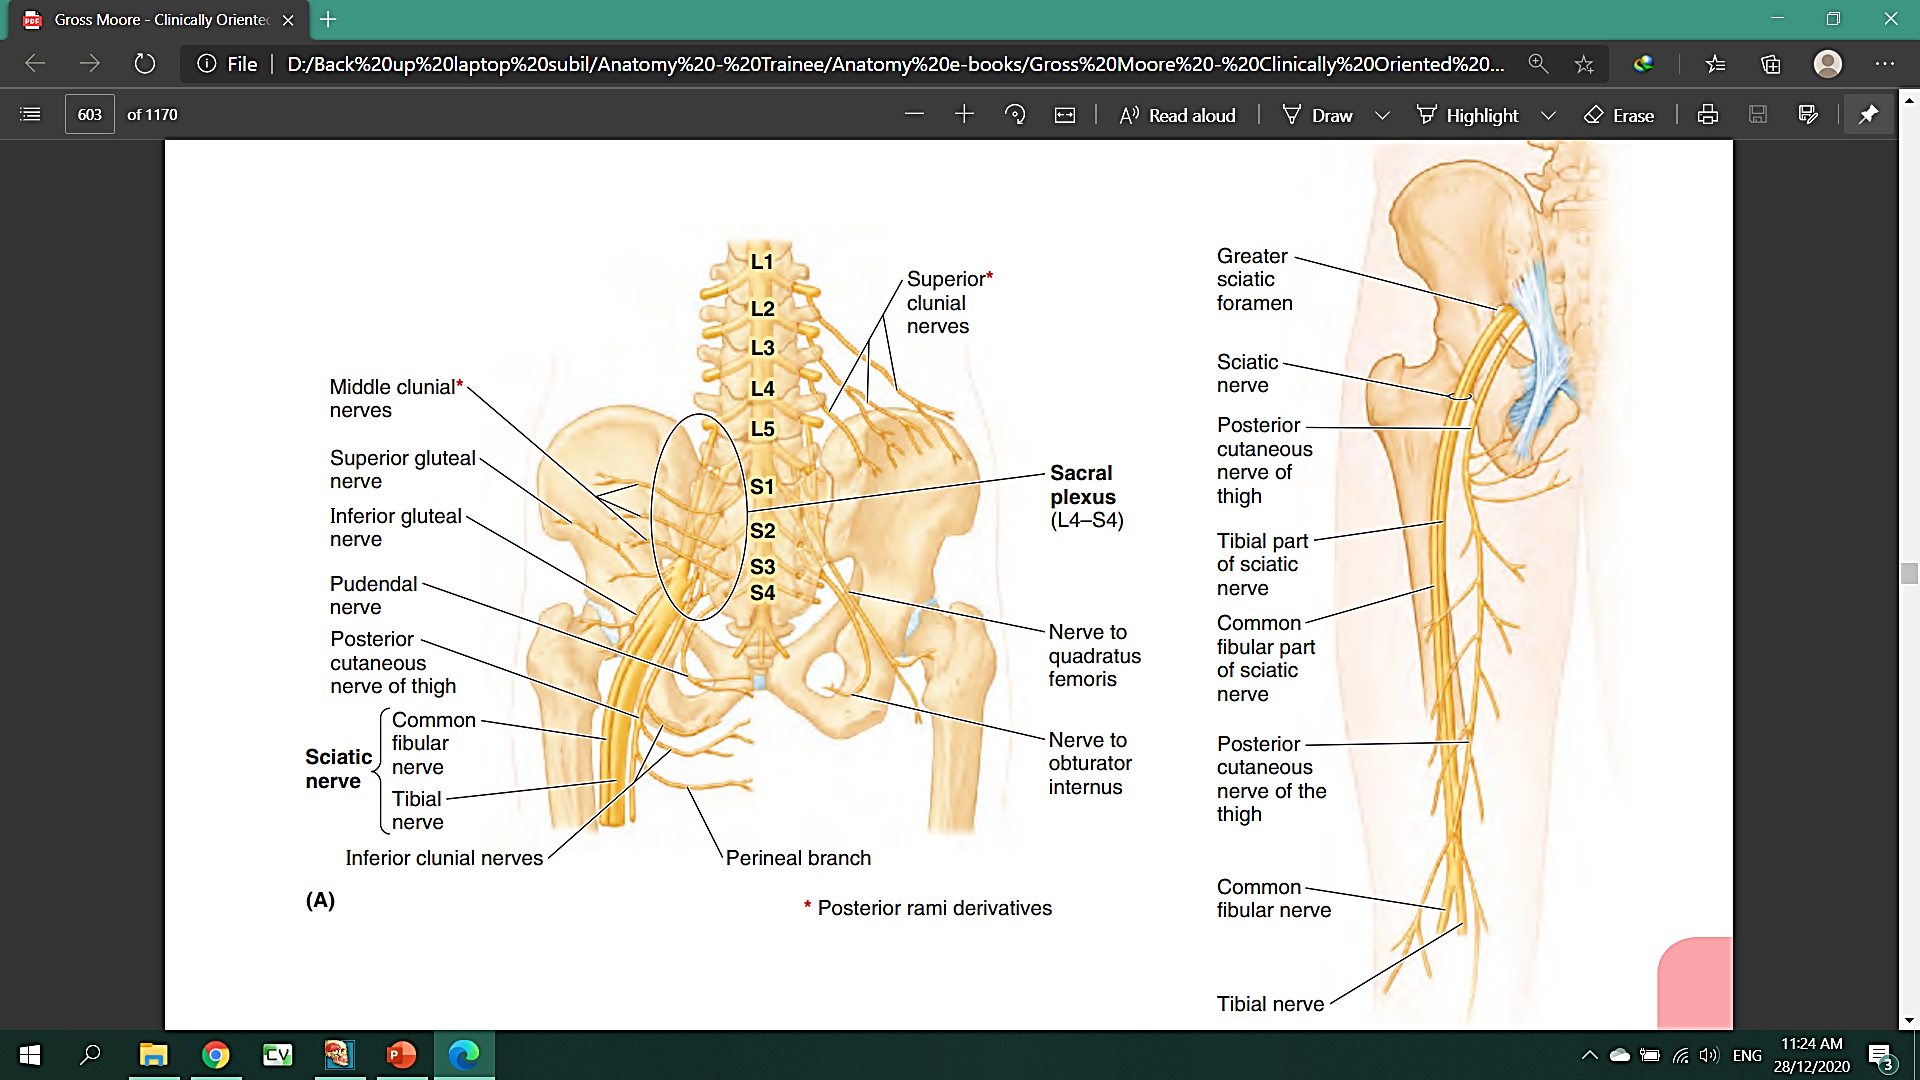 Gross Moore - Clinically Oriente
File
D:/Back%20up%20laptop%20subil/Anatomy%20-%20Trainee/Anatomy%20e-books/Gross%20Moore%20-%20Clinically%20Oriented%20...
603 of 1170
Read aloud
Draw
Highlight
Erase
L1
L2
L3
L4
L5
S1
S2
S3
S4
Superior*
clunial
nerves
Middle clunial*
nerves
Superior gluteal
nerve
Inferior gluteal
nerve
Pudendal
nerve
Posterior
cutaneous
nerve of thigh
Sciatic
nerve
Common
fibular
nerve
Tibial
nerve
Inferior clunial nerves
Perineal branch
Sacral
plexus
(L4–S4)
Nerve to
quadratus
femoris
Nerve to
obturator
internus
(A)
* Posterior rami derivatives
Greater
sciatic
foramen
Sciatic
nerve
Posterior
cutaneous
nerve of
thigh
Tibial part
of sciatic
nerve
Common
fibular part
of sciatic
nerve
Posterior
cutaneous
nerve of the
thigh
Common
fibular nerve
Tibial nerve
ENG
11:24 AM
28/12/2020
3
PDF
CV
P